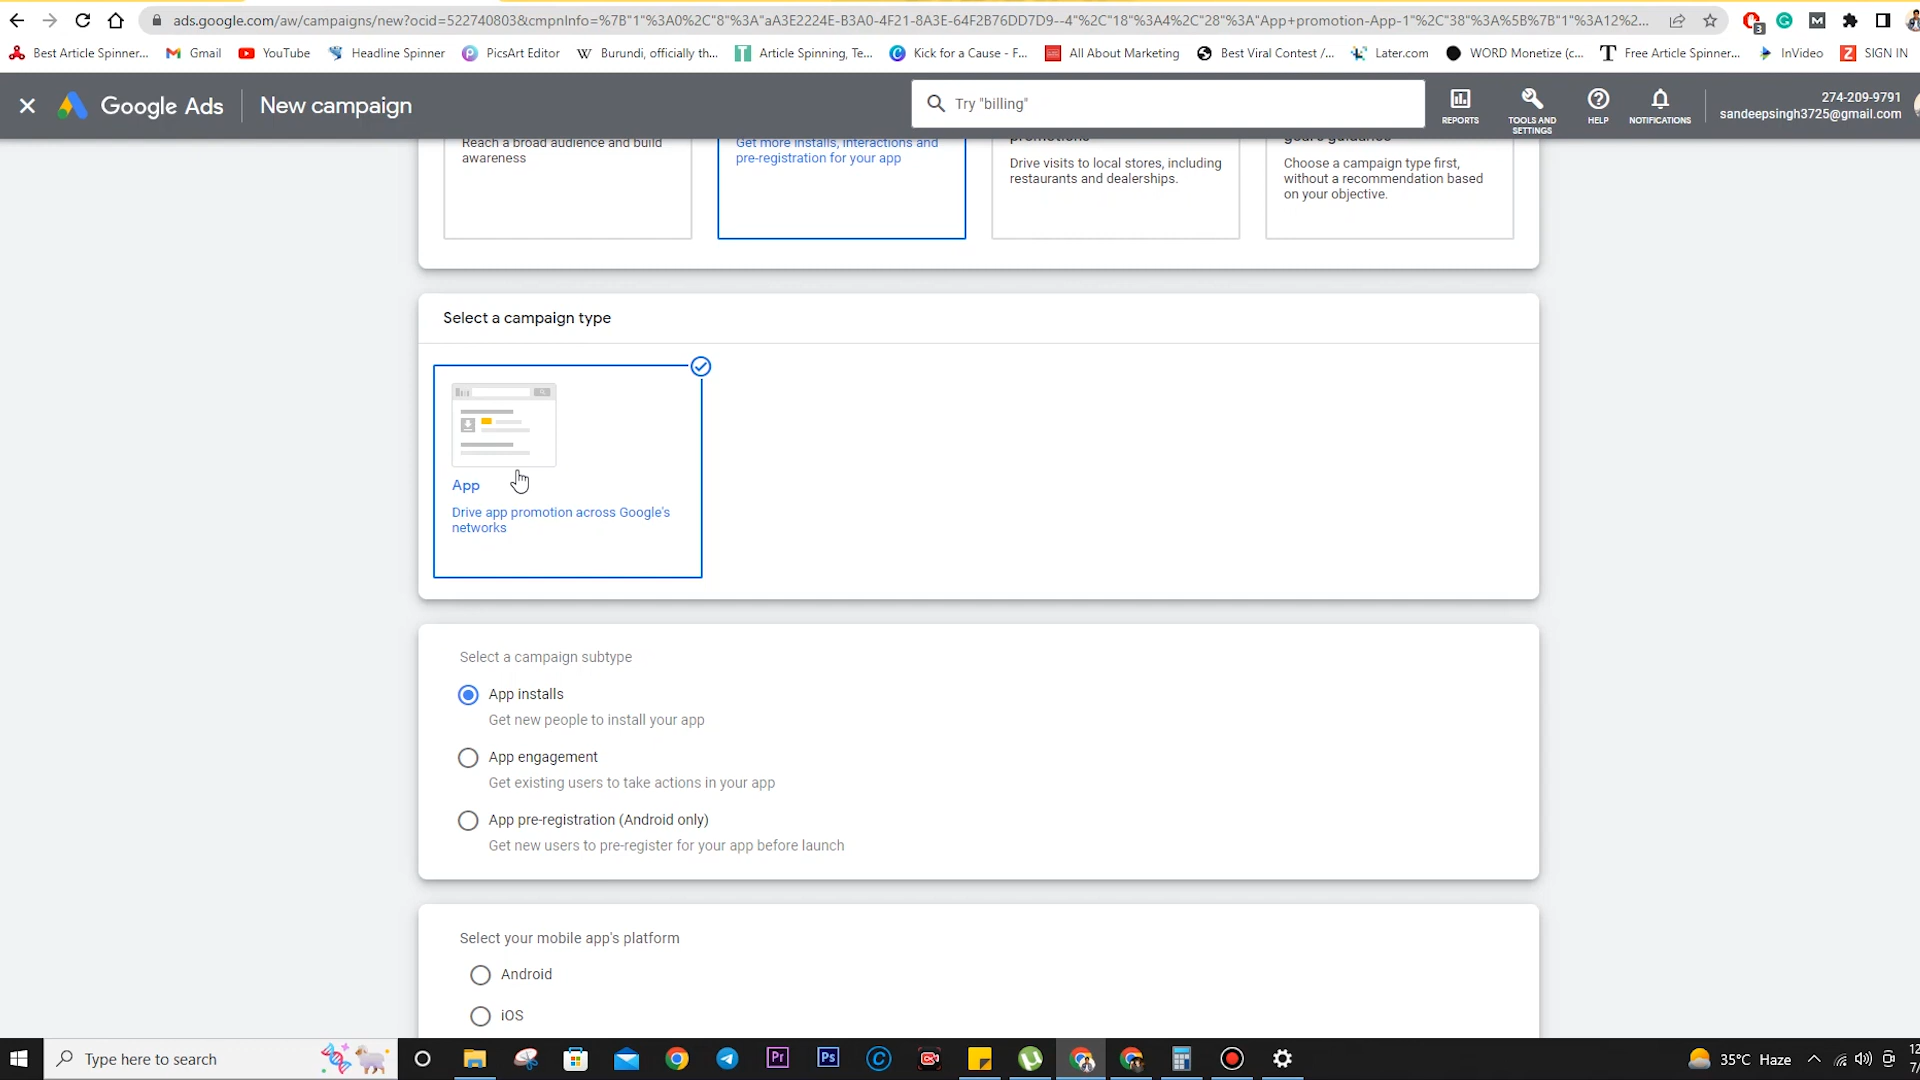 ads.google.com/aw/campaigns/new?ocid=522740803&cmpnInfo=%7B"1"%3A0%2C"8"%3A"aA3E2224E-B3A0-4F21-8A3E-64F2B76DD7D9--4"%2C"18"%3A4%2C"28"%3A"App+promotion-App-1"%2C"38"%3A%5B%7B"1"%3A12%2...
3
Best Article Spinner... Gmail YouTube Headline Spinner PicsArt Editor Burundi, officially th... Article Spinning, Te... Kick for a Cause - F... All About Marketing Best Viral Contest /... Later.com WORD Monetize (c... Free Article Spinner... InVideo SIGN IN
Google Ads New campaign
Try "billing"
REPORTS
TOOLS AND SETTINGS
HELP
NOTIFICATIONS
274-209-9791
sandeepsingh3725@gmail.com
Reach a broad audience and build
awareness
Get more installs, interactions and
pre-registration for your app
promotions
Drive visits to local stores, including
restaurants and dealerships.
goal's guidance
Choose a campaign type first,
without a recommendation based
on your objective.
Select a campaign type
App
Drive app promotion across Google's
networks
Select a campaign subtype
App installs
Get new people to install your app
App engagement
Get existing users to take actions in your app
App pre-registration (Android only)
Get new users to pre-register for your app before launch
Select your mobile app's platform
Android
iOS
Type here to search
Pr
Ps
35°C Haze